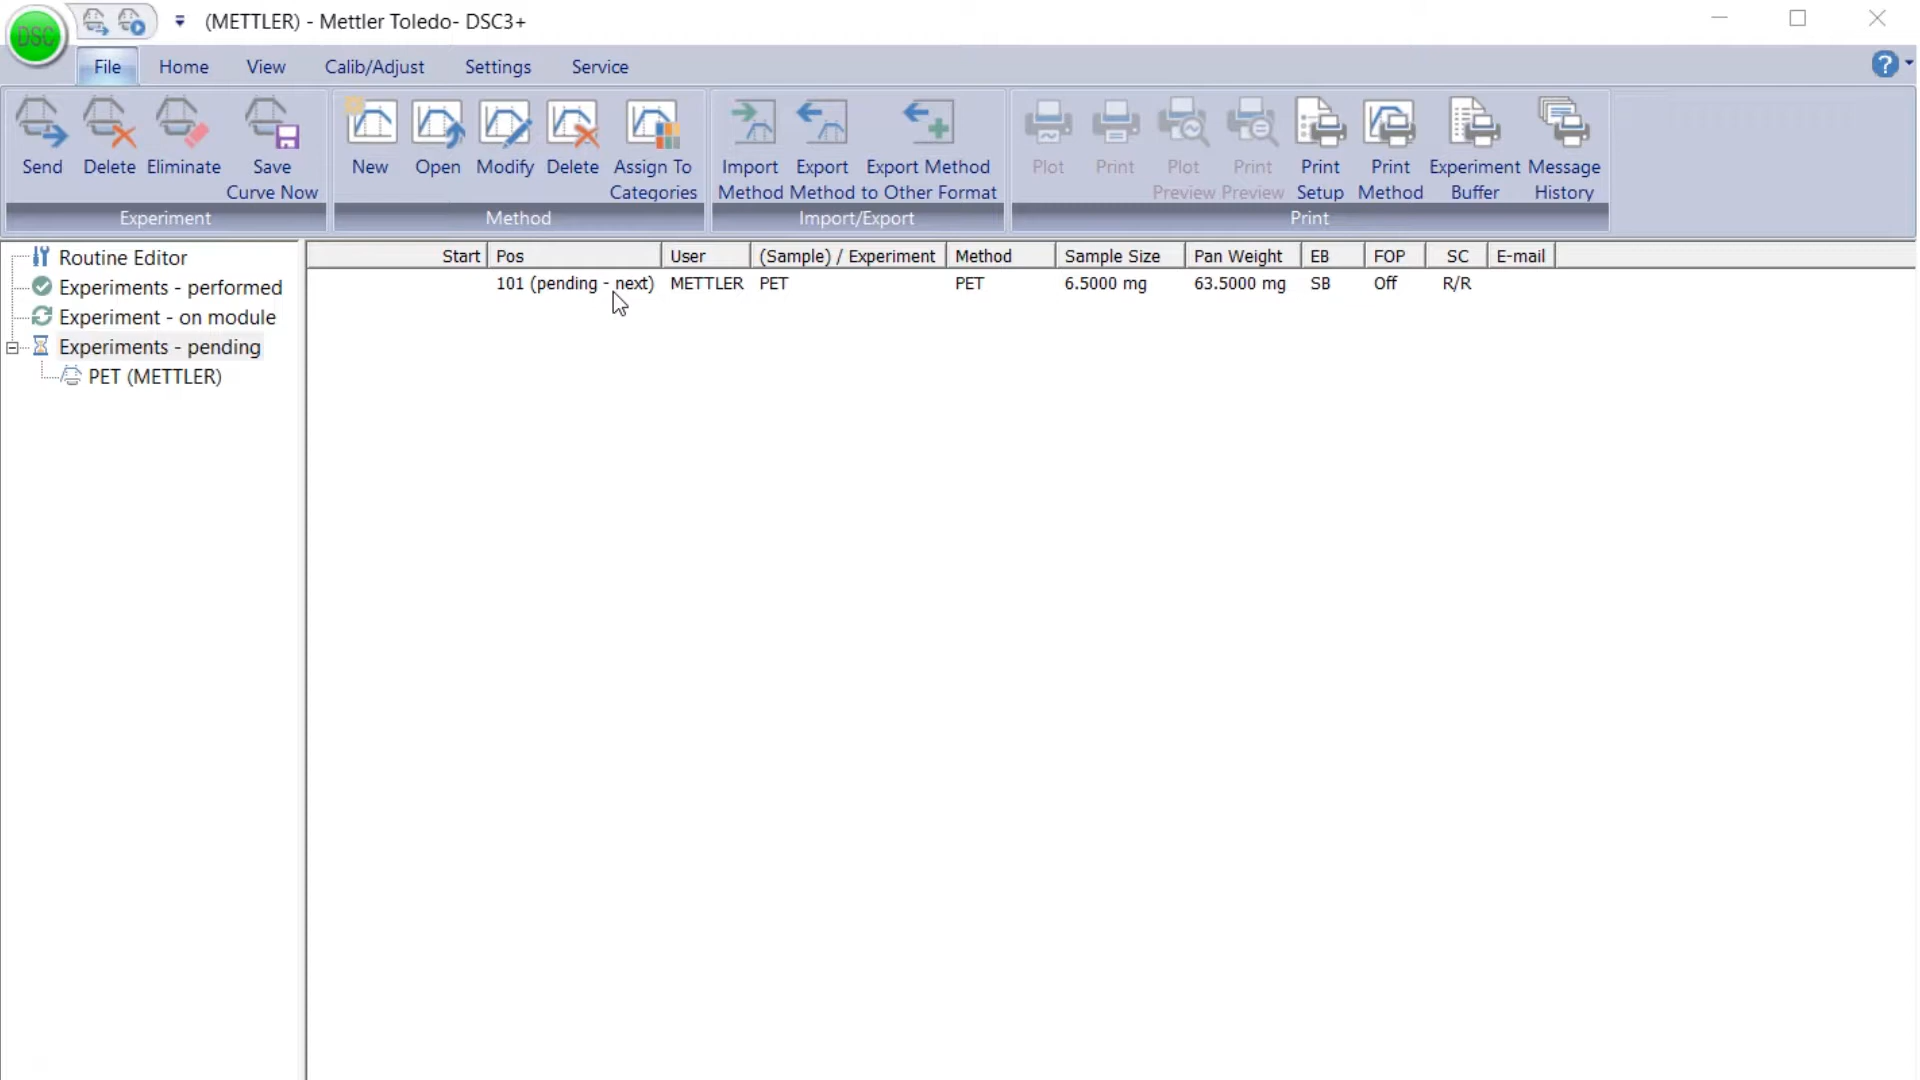 DSC
(METTLER) - Mettler Toledo- DSC3+
File Home View Calib/Adjust Settings Service
?
Send Delete Eliminate Save Curve Now
Experiment
New Open Modify Delete Assign To Categories
Method
Import Method Export Method Export Method to Other Format
Import/Export
Plot Print Plot Preview Print Preview Print Setup Print Method Experiment Buffer Message History
Print
Routine Editor
Experiments - performed
Experiment - on module
Experiments - pending
PET (METTLER)
Start Pos User (Sample) / Experiment Method Sample Size Pan Weight EB FOP SC E-mail
101 (pending - next) METTLER PET PET 6.5000 mg 63.5000 mg SB Off R/R